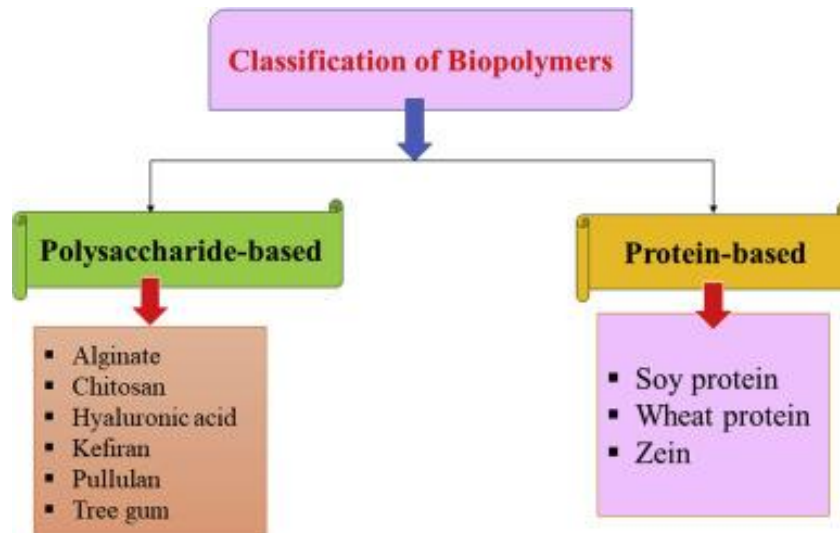 Classification of Biopolymers
Polysaccharide-based
▪ Alginate
▪ Chitosan
▪ Hyaluronic acid
▪ Kefiran
▪ Pullulan
▪ Tree gum
Protein-based
▪ Soy protein
▪ Wheat protein
▪ Zein